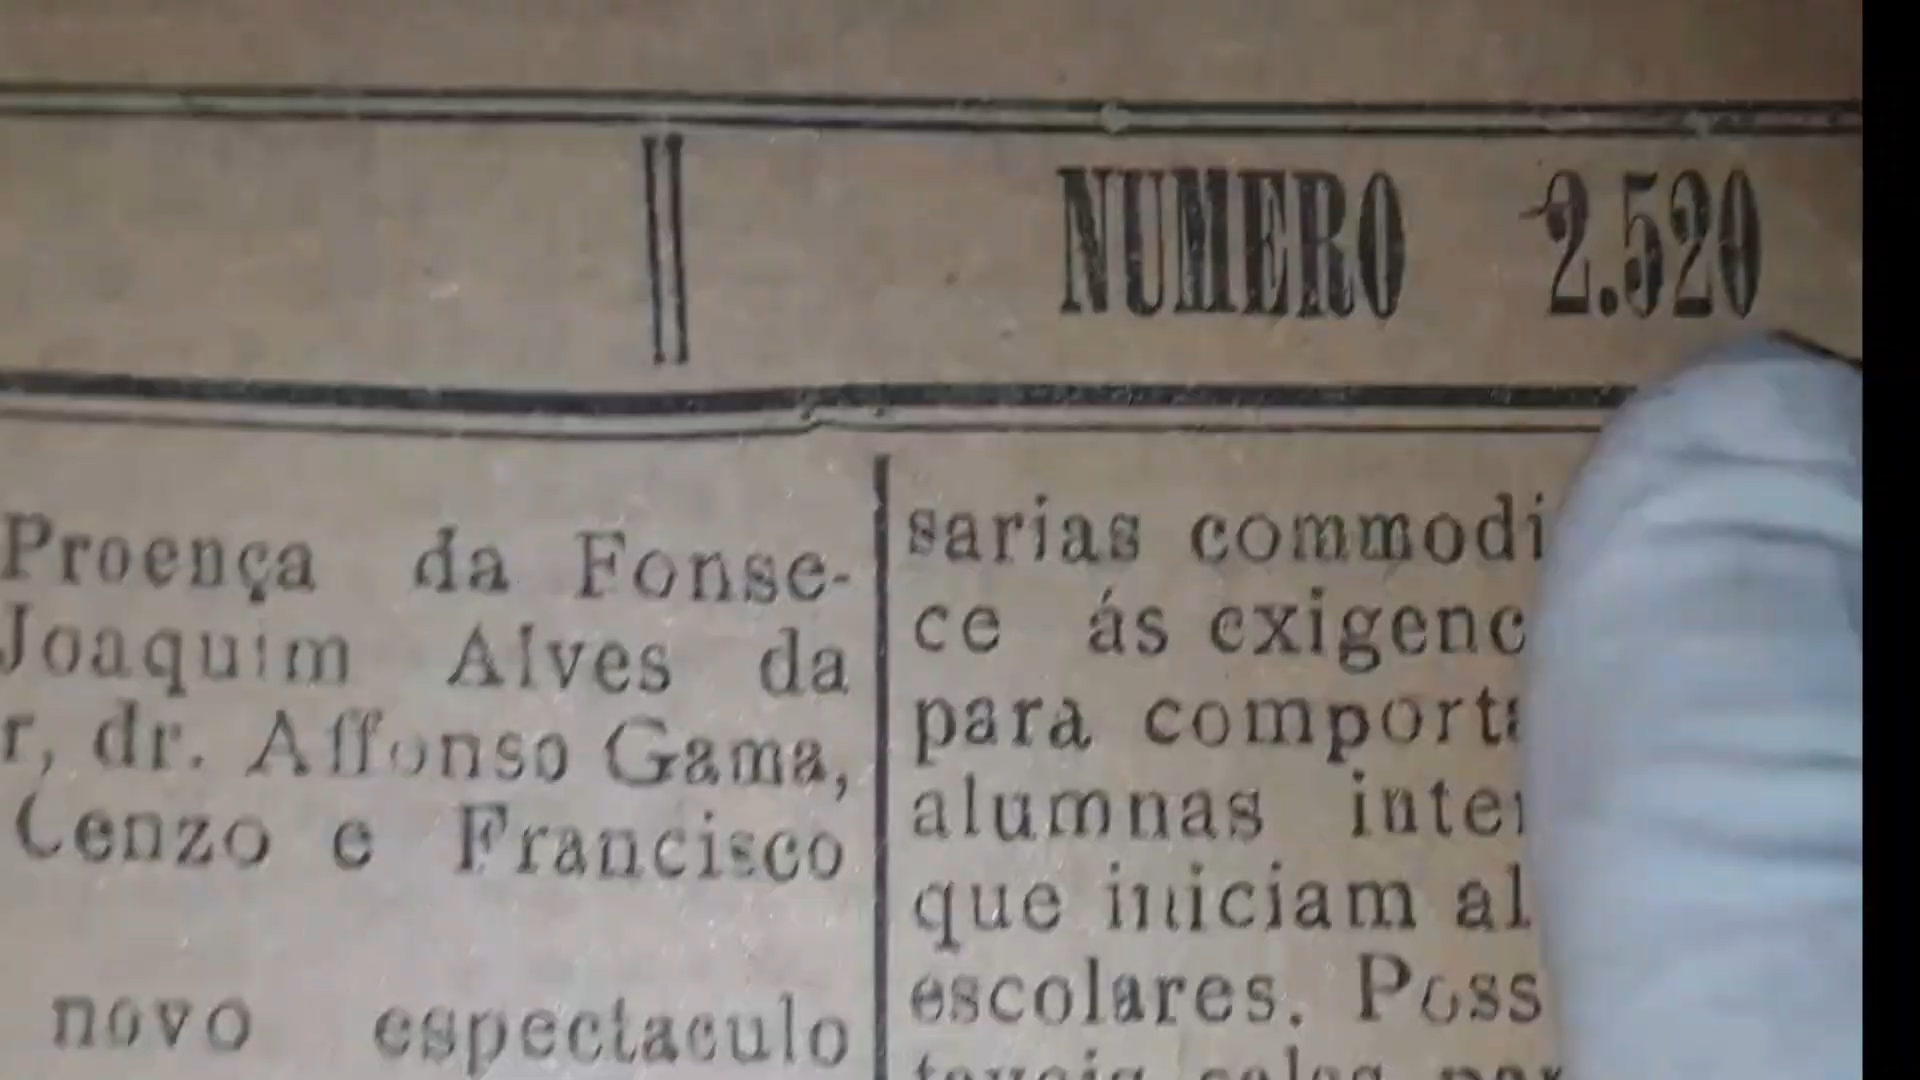 NUMERO 2.520
Proença da Fonse-
Joaquim Alves da
r, dr. Affonso Gama,
Cenzo e Francisco
novo espectaculo
sarias commodi
ce ás exigenc
para comport
alumnas inter
que iniciam al
escolares. Poss